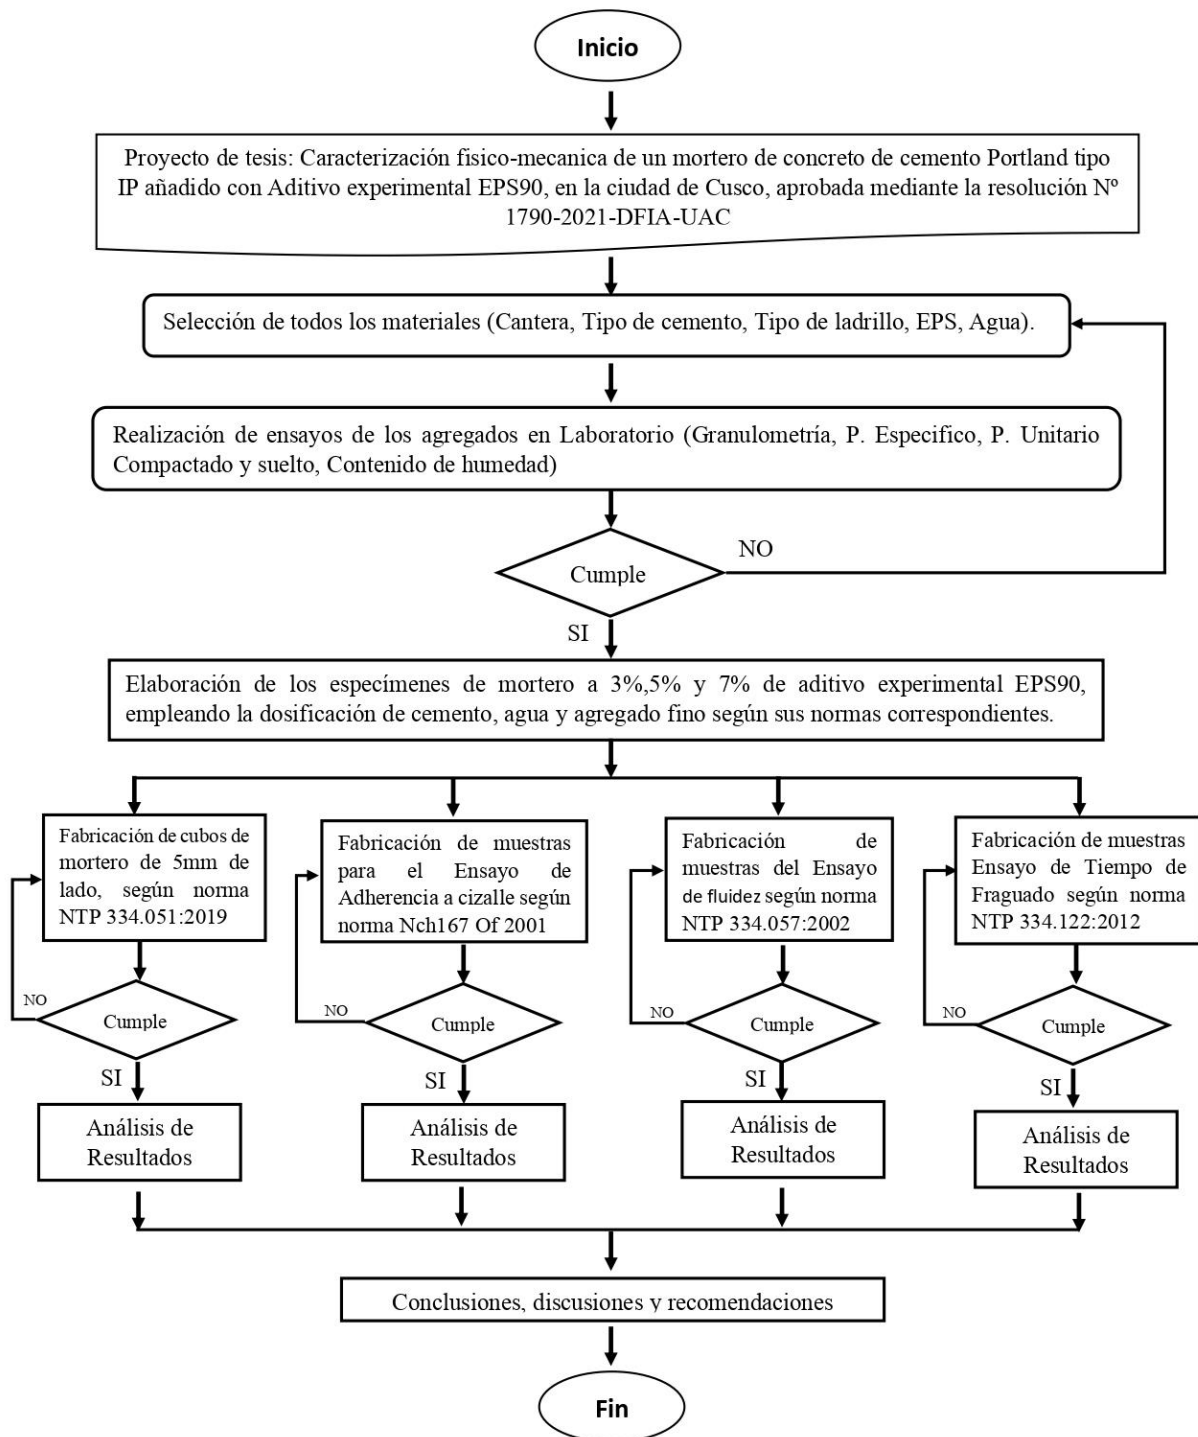 Inicio
Proyecto de tesis: Caracterización fisico-mecanica de un mortero de concreto de cemento Portland tipo
IP añadido con Aditivo experimental EPS90, en la ciudad de Cusco, aprobada mediante la resolución Nº
1790-2021-DFIA-UAC
Selección de todos los materiales (Cantera, Tipo de cemento, Tipo de ladrillo, EPS, Agua).
Realización de ensayos de los agregados en Laboratorio (Granulometría, P. Especifico, P. Unitario
Compactado y suelto, Contenido de humedad)
Cumple
NO
SI
Elaboración de los específimenes de mortero a 3%,5% y 7% de aditivo experimental EPS90,
empleando la dosificación de cemento, agua y agregado fino según sus normas correspondientes.
Fabricación de cubos de
mortero de 5mm de
lado, según norma
NTP 334.051:2019
Fabricación de muestras
para el Ensayo de
Adherencia a cizalle según
norma Nch167 Of 2001
Fabricación de
muestras del Ensayo
de fluidez según norma
NTP 334.057:2002
Fabricación de muestras
Ensayo de Tiempo de
Fraguado según norma
NTP 334.122:2012
NO
Cumple
SI
NO
Cumple
SI
NO
Cumple
SI
NO
Cumple
SI
Análisis de
Resultados
Análisis de
Resultados
Análisis de
Resultados
Análisis de
Resultados
Conclusiones, discusiones y recomendaciones
Fin